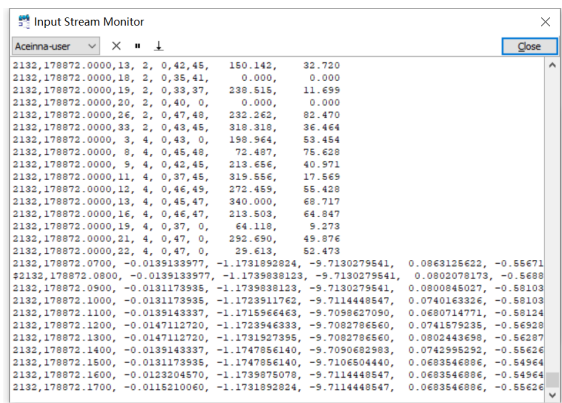 Input Stream Monitor
Aceinna-user Close
2132,178872.0000,13, 2, 0,42,45, 150.142, 32.720
2132,178872.0000,18, 2, 0,35,41, 0.000, 0.000
2132,178872.0000,19, 2, 0,33,37, 238.515, 11.699
2132,178872.0000,20, 2, 0,40, 0, 0.000, 0.000
2132,178872.0000,26, 2, 0,47,48, 232.262, 82.470
2132,178872.0000,33, 2, 0,43,45, 318.318, 36.464
2132,178872.0000, 3, 4, 0,43, 0, 198.964, 53.454
2132,178872.0000, 8, 4, 0,45,48, 72.487, 75.628
2132,178872.0000, 9, 4, 0,42,45, 213.656, 40.971
2132,178872.0000,11, 4, 0,37,45, 319.556, 17.569
2132,178872.0000,12, 4, 0,46,49, 272.459, 55.428
2132,178872.0000,13, 4, 0,45,47, 340.000, 68.717
2132,178872.0000,16, 4, 0,46,47, 213.503, 64.847
2132,178872.0000,19, 4, 0,37, 0, 64.118, 9.273
2132,178872.0000,21, 4, 0,47, 0, 292.690, 49.876
2132,178872.0000,22, 4, 0,47, 0, 29.613, 52.473
2132,178872.0700, -0.0139133977, -1.1731892824, -9.7130279541, 0.0863125622, -0.55671
$2132,178872.0800, -0.0139133977, -1.1739838123, -9.7130279541, 0.0802078173, -0.5688
2132,178872.0900, -0.0131173935, -1.1739838123, -9.7130279541, 0.0800845027, -0.58103
2132,178872.1000, -0.0131173935, -1.1723911762, -9.7114448547, 0.0740163326, -0.58103
2132,178872.1100, -0.0139143337, -1.1715966463, -9.7098627090, 0.0680714771, -0.58124
2132,178872.1200, -0.0147112720, -1.1723946333, -9.7082786560, 0.0741579235, -0.56928
2132,178872.1300, -0.0147112720, -1.1731927395, -9.7082786560, 0.0802443698, -0.56287
2132,178872.1400, -0.0139143337, -1.1747856140, -9.7090682983, 0.0742995292, -0.55626
2132,178872.1500, -0.0131173935, -1.1747856140, -9.7106504440, 0.0683546886, -0.54964
2132,178872.1600, -0.0123204570, -1.1739875078, -9.7114448547, 0.0683546886, -0.54964
2132,178872.1700, -0.0115210060, -1.1731892824, -9.7114448547, 0.0683546886, -0.55626